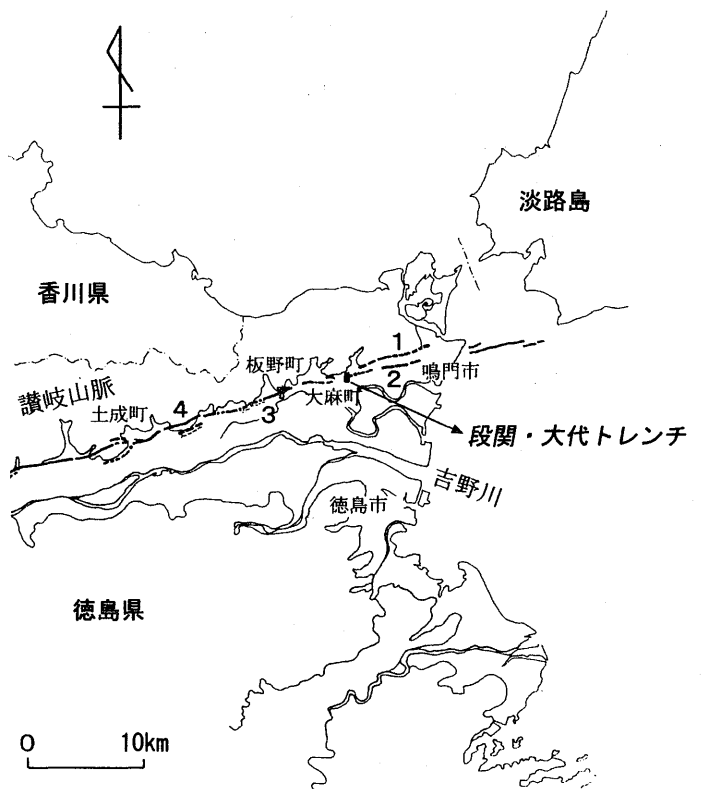 淡路島
香川県
1
板野町
2
鳴門市
讃岐山脈
土成町
4
3
大麻町
段関・大代トレンチ
吉野川
徳島市
徳島県
0
10km